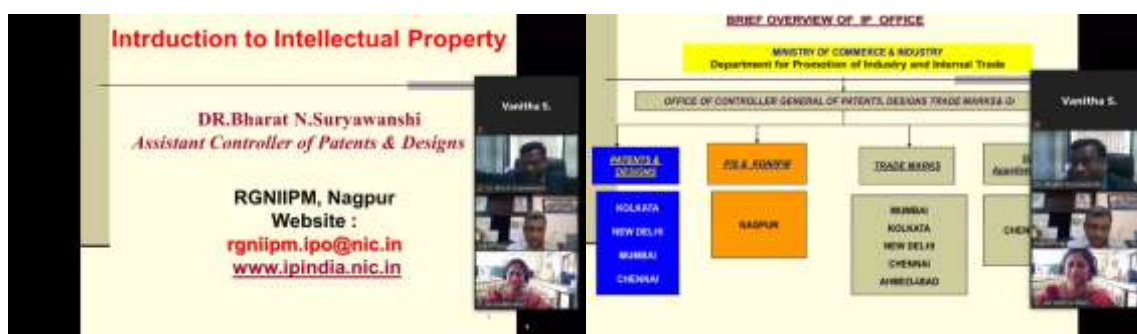 Intrduction to Intellectual Property
DR.Bharat N.Suryawanshi
Assistant Controller of Patents & Designs
RGNIIPM, Nagpur
Website :
rgniipm.ipo@nic.in
www.ipindia.nic.in
Vanitha S.
BRIEF OVERVIEW OF IP OFFICE
MINISTRY OF COMMERCE & INDUSTRY
Department for Promotion of Industry and Internal Trade
OFFICE OF CONTROLLER GENERAL OF PATENTS, DESIGNS TRADE MARKS & GI
Vanitha S.
PATENTS &
DESIGNS
KOLKATA
NEW DELHI
MUMBAI
CHENNAI
NAGPUR
TRADE MARKS
MUMBAI
KOLKATA
NEW DELHI
CHENNAI
AHMEDABAD